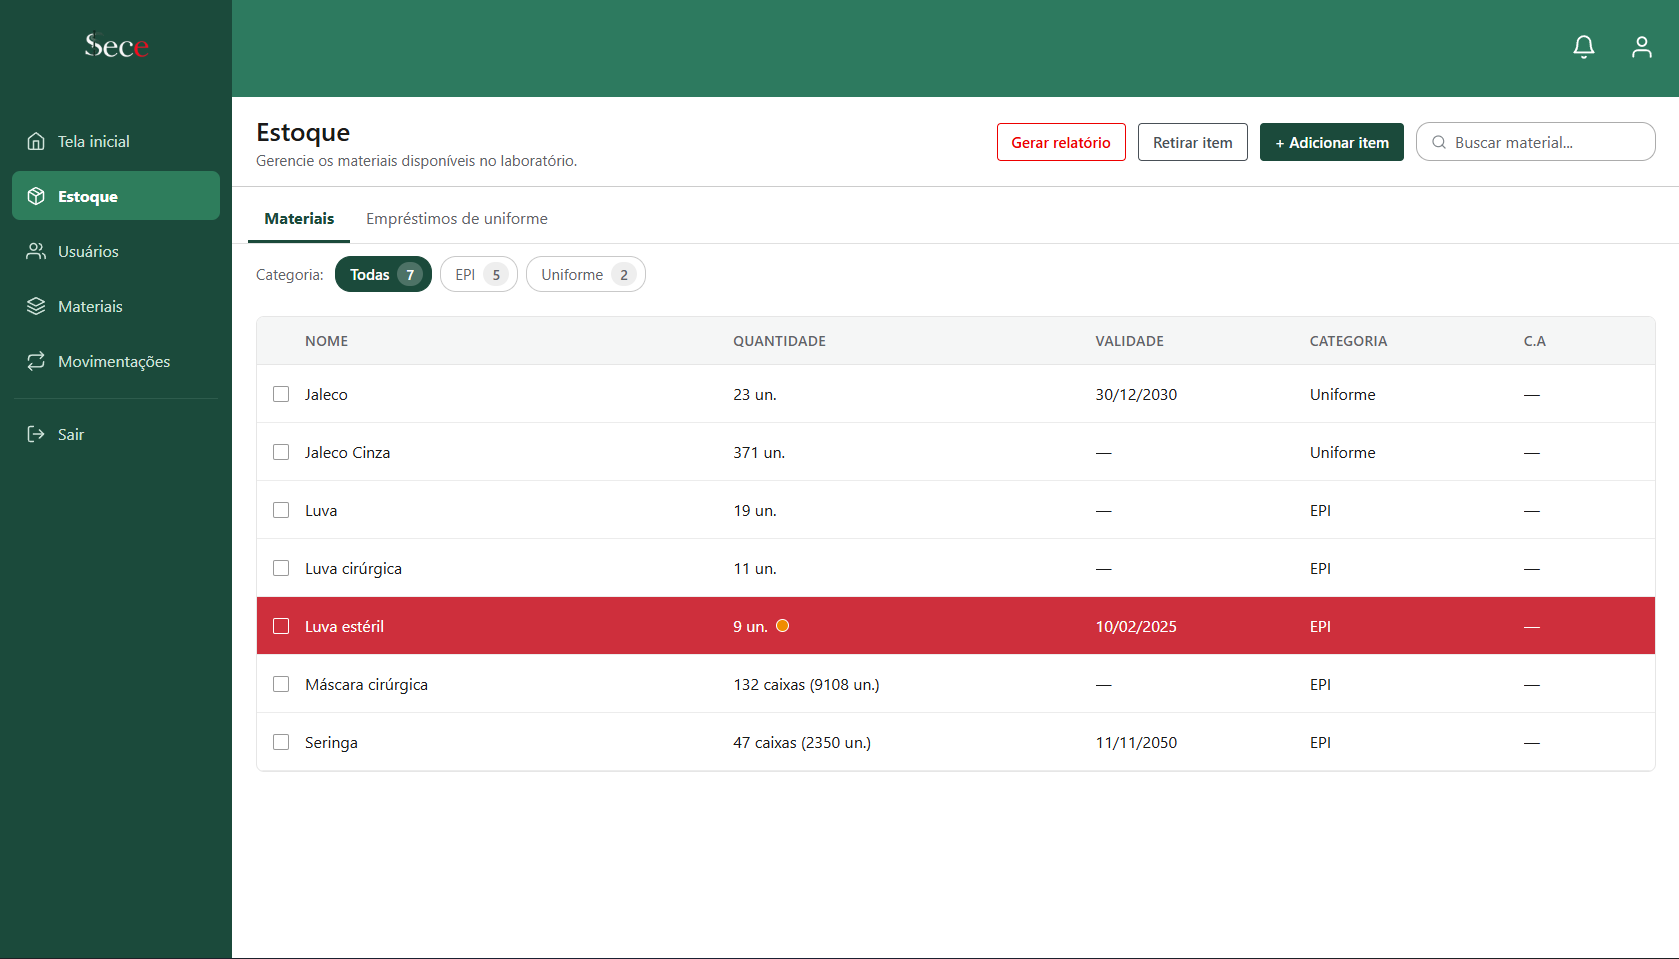 Sece
Tela inicial
Estoque
Usuários
Materiais
Movimentações
Sair
Estoque
Gerencie os materiais disponíveis no laboratório.
Gerar relatório
Retirar item
+ Adicionar item
Buscar material...
Materiais
Empréstimos de uniforme
Categoria: Todas 7 EPI 5 Uniforme 2
NOME QUANTIDADE VALIDADE CATEGORIA C.A
Jaleco 23 un. 30/12/2030 Uniforme —
Jaleco Cinza 371 un. — Uniforme —
Luva 19 un. — EPI —
Luva cirúrgica 11 un. — EPI —
Luva estéril 9 un. 10/02/2025 EPI —
Máscara cirúrgica 132 caixas (9108 un.) — EPI —
Seringa 47 caixas (2350 un.) 11/11/2050 EPI —